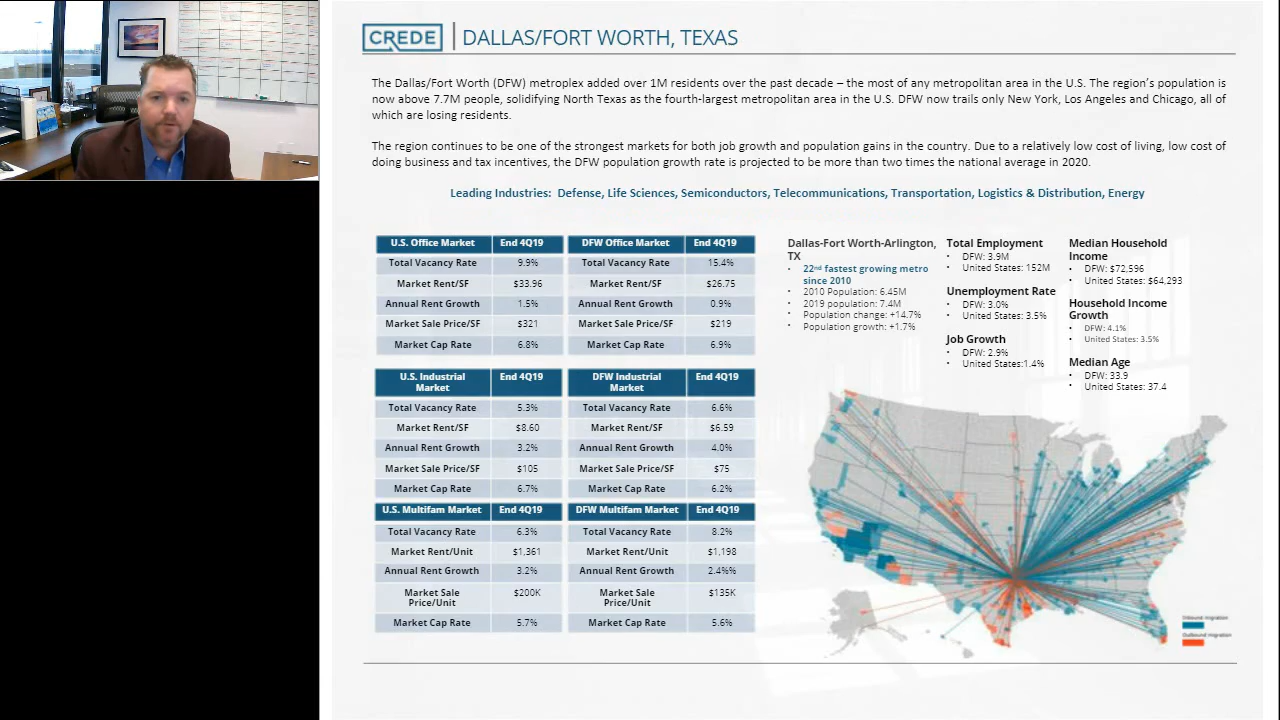 CREDE
DALLAS/FORT WORTH, TEXAS
The Dallas/Fort Worth (DFW) metroplex added over 1M residents over the past decade, the most of any metropolitan area in the U.S. The region's population is
now above 7.7M people, solidifying North Texas as the fourth-largest metropolitan area in the U.S. DFW now trails only New York, Los Angeles and Chicago, all of
which are losing residents.
The region continues to be one of the strongest markets for both job growth and population gains in the country. Due to a relatively low cost of living, low cost of
doing business and tax incentives, the DFW population growth rate is projected to be more than two times the national average in 2020.
Leading Industries: Defense, Life Sciences, Semiconductors, Telecommunications, Transportation, Logistics & Distribution, Energy
U.S. Office Market End 4Q19
Total Vacancy Rate 9.9%
Market Rent/SF $33.96
Annual Rent Growth 1.5%
Market Sale Price/SF $321
Market Cap Rate 6.8%
DFW Office Market End 4Q19
Total Vacancy Rate 15.4%
Market Rent/SF $26.75
Annual Rent Growth 0.9%
Market Sale Price/SF $219
Market Cap Rate 6.9%
U.S. Industrial
Market End 4Q19
Total Vacancy Rate 5.3%
Market Rent/SF $8.60
Annual Rent Growth 3.2%
Market Sale Price/SF $105
Market Cap Rate 6.7%
DFW Industrial
Market End 4Q19
Total Vacancy Rate 6.6%
Market Rent/SF $6.59
Annual Rent Growth 4.0%
Market Sale Price/SF $75
Market Cap Rate 6.2%
U.S. Multifam Market End 4Q19
Total Vacancy Rate 6.3%
Market Rent/Unit $1,361
Annual Rent Growth 3.2%
Market Sale
Price/Unit $200K
Market Cap Rate 5.7%
DFW Multifam Market End 4Q19
Total Vacancy Rate 8.2%
Market Rent/Unit $1,198
Annual Rent Growth 2.4%%
Market Sale
Price/Unit $135K
Market Cap Rate 5.6%
Dallas-Fort Worth-Arlington,
TX
• 22nd fastest growing metro
since 2010
• 2010 Population: 6.45M
• 2019 population: 7.4M
• Population change: +14.7%
• Population growth: +1.7%
Total Employment
• DFW: 3.9M
• United States: 152M
Unemployment Rate
• DFW: 3.0%
• United States: 3.5%
Job Growth
• DFW: 2.9%
• United States:1.4%
Median Household
Income
• DFW: $72,596
• United States: $64,293
Household Income
Growth
• DFW: 4.1%
• United States: 3.5%
Median Age
• DFW: 33.9
• United States: 37.4
Inbound migration
Outbound migration